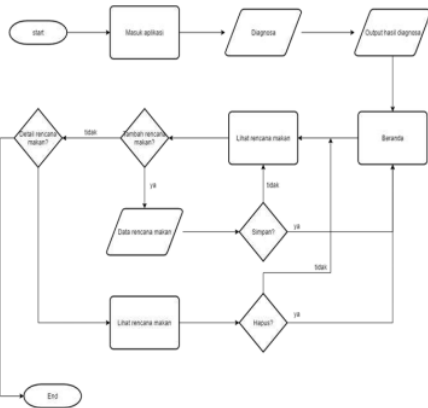 start
Masuk aplikasi
Diagnosa
Output hasil diagnosa
Detail rencana
makan?
tidak
Tambah rencana
makan?
Lihat rencana makan
Beranda
ya
tidak
Data rencana makan
Simpan?
ya
tidak
Lihat rencana makan
Hapus?
ya
End